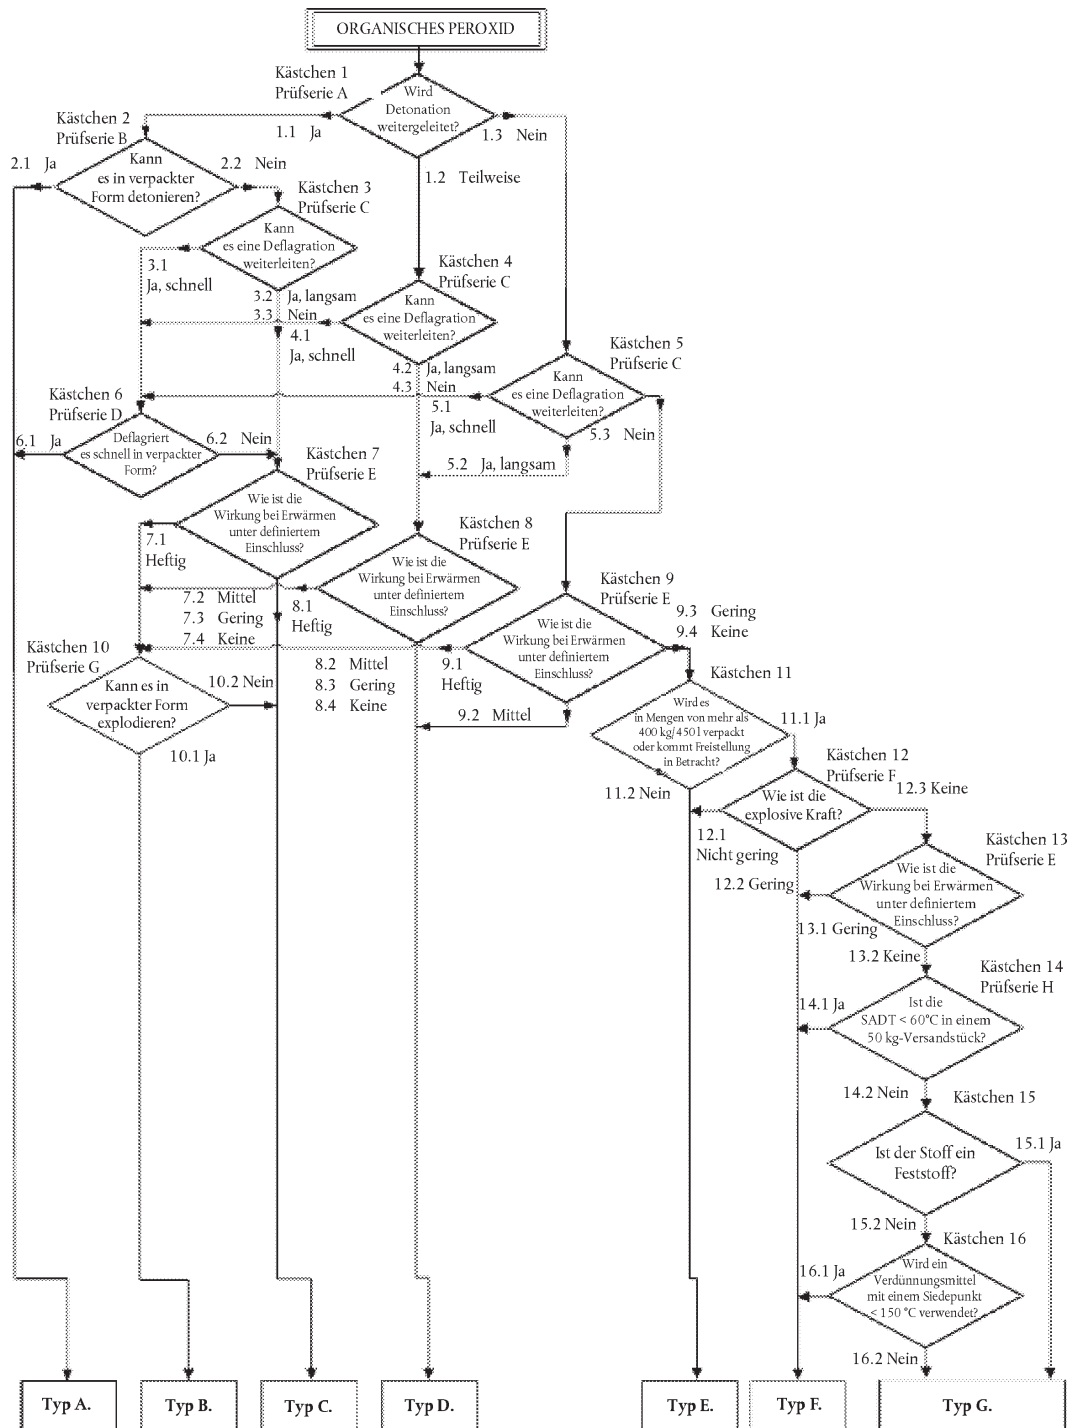 ORGANISCHES PEROXID
Kästchen 1
Prüfserie A
Wird
Detonation
weitergeleitet?
1.1 Ja
1.3 Nein
1.2 Teilweise
Kästchen 2
Prüfserie B
2.1 Ja
2.2 Nein
Kann
es in verpackter
Form detonieren?
Kästchen 3
Prüfserie C
Kann
es eine Deflagration
weiterleiten?
3.1
Ja, schnell
3.2 Ja, langsam
3.3 Nein
Kästchen 4
Prüfserie C
Kann
es eine Deflagration
weiterleiten?
4.1
Ja, schnell
4.2 Ja, langsam
4.3 Nein
Kästchen 5
Prüfserie C
Kann
es eine Deflagration
weiterleiten?
5.1
Ja, schnell
5.3 Nein
5.2 Ja, langsam
Kästchen 6
Prüfserie D
6.1 Ja
6.2 Nein
Deflagriert
es schnell in verpackter
Form?
Kästchen 7
Prüfserie E
Wie ist die
Wirkung bei Erwärmen
unter definiertem
Einschluss?
7.1
Heftig
7.2 Mittel
7.3 Gering
7.4 Keine
Kästchen 8
Prüfserie E
Wie ist die
Wirkung bei Erwärmen
unter definiertem
Einschluss?
8.1
Heftig
8.2 Mittel
8.3 Gering
8.4 Keine
Kästchen 9
Prüfserie E
Wie ist die
Wirkung bei Erwärmen
unter definiertem
Einschluss?
9.3 Gering
9.4 Keine
9.1
Heftig
9.2 Mittel
Kästchen 10
Prüfserie G
Kann es in
verpackter Form
explodieren?
10.2 Nein
10.1 Ja
Kästchen 11
Wird es
in Mengen von mehr als
400 kg/450 l verpackt
oder kommt Freistellung
in Betracht?
11.1 Ja
11.2 Nein
Kästchen 12
Prüfserie F
Wie ist die
explosive Kraft?
12.3 Keine
12.1
Nicht gering
12.2 Gering
Kästchen 13
Prüfserie E
Wie ist die
Wirkung bei Erwärmen
unter definiertem
Einschluss?
13.1 Gering
13.2 Keine
Kästchen 14
Prüfserie H
14.1 Ja
Ist die
SADT < 60°C in einem
50 kg-Versandstück?
14.2 Nein
Kästchen 15
15.1 Ja
Ist der Stoff ein
Feststoff?
15.2 Nein
Kästchen 16
16.1 Ja
Wird ein
Verdünnungsmittel
mit einem Siedepunkt
< 150 °C verwendet?
16.2 Nein
Typ A.
Typ B.
Typ C.
Typ D.
Typ E.
Typ F.
Typ G.